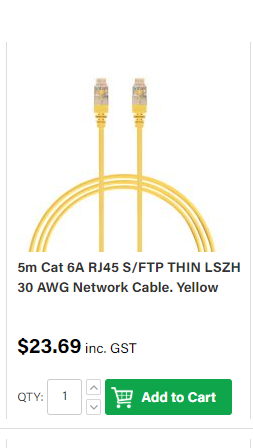 5m Cat 6A RJ45 S/FTP THIN LSZH
30 AWG Network Cable. Yellow
$23.69 inc. GST
QTY: 1 Add to Cart